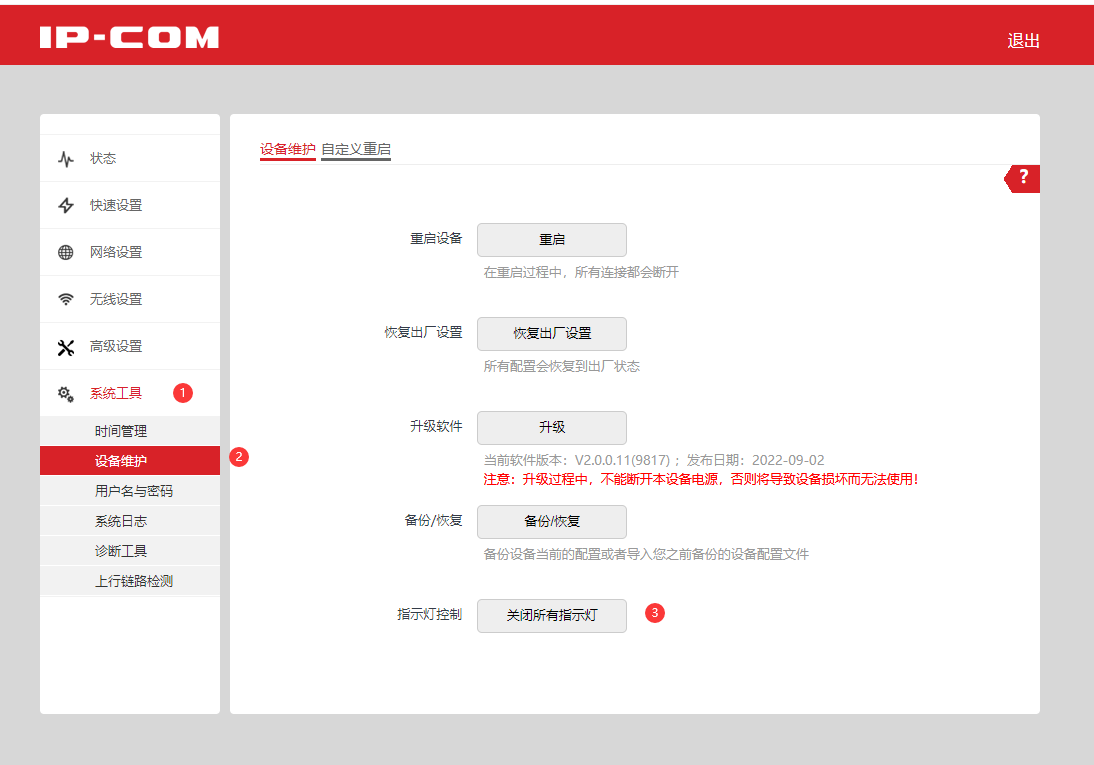 IP-COM
退出
状态
快速设置
网络设置
无线设置
高级设置
系统工具 1
时间管理
设备维护 2
用户名与密码
系统日志
诊断工具
上行链路检测
设备维护 自定义重启
?
重启设备 重启
在重启过程中，所有连接都会断开
恢复出厂设置 恢复出厂设置
所有配置会恢复到出厂状态
升级软件 升级
当前软件版本：V2.0.0.11(9817)；发布日期：2022-09-02
注意：升级过程中，不能断开本设备电源，否则将导致设备损坏而无法使用！
备份/恢复 备份/恢复
备份设备当前的配置或者导入您之前备份的设备配置文件
指示灯控制 关闭所有指示灯 3